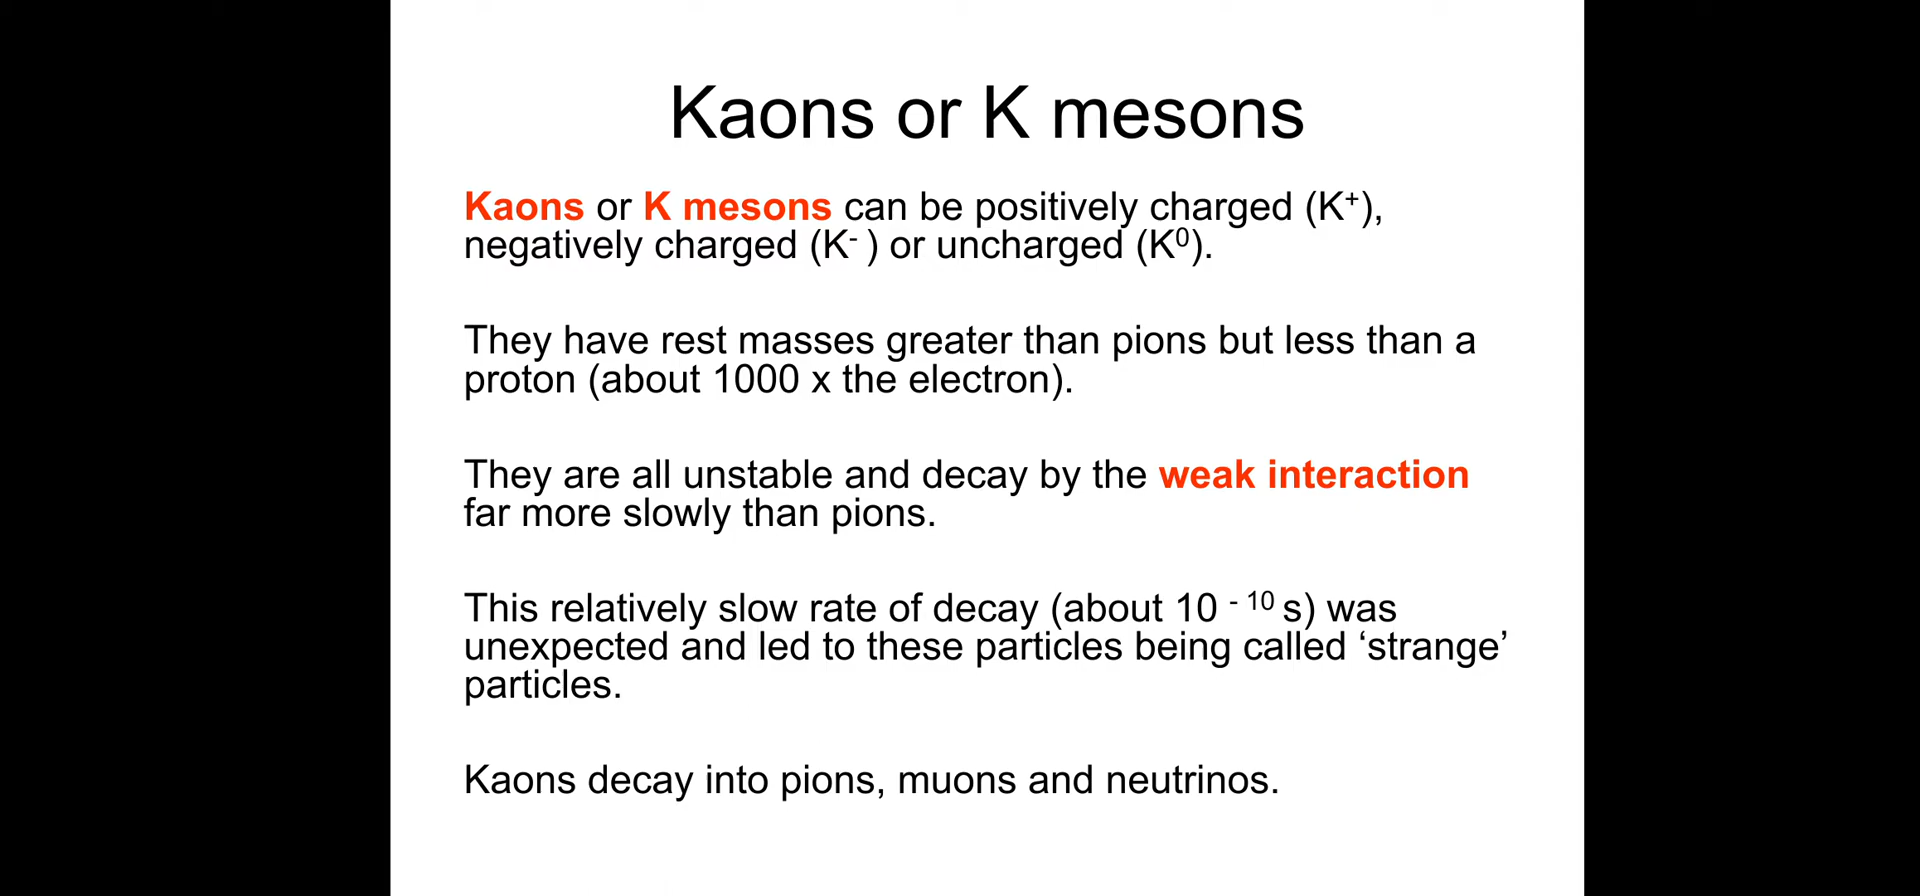 Kaons or K mesons
Kaons or K mesons can be positively charged (K⁺),
negatively charged (K⁻ ) or uncharged (K⁰).
They have rest masses greater than pions but less than a
proton (about 1000 x the electron).
They are all unstable and decay by the weak interaction
far more slowly than pions.
This relatively slow rate of decay (about 10 ⁻ ¹⁰ s) was
unexpected and led to these particles being called ‘strange’
particles.
Kaons decay into pions, muons and neutrinos.